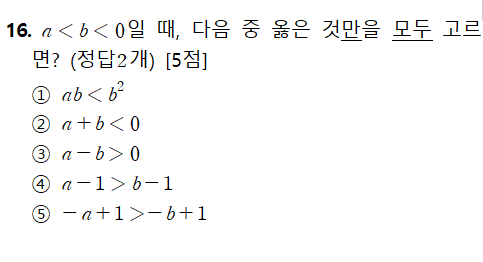 16. a < b < 0일 때, 다음 중 옳은 것만을 모두 고르
면? (정답2개) [5점]
① ab < b²
② a + b < 0
③ a - b > 0
④ a - 1 > b - 1
⑤ - a + 1 > - b + 1